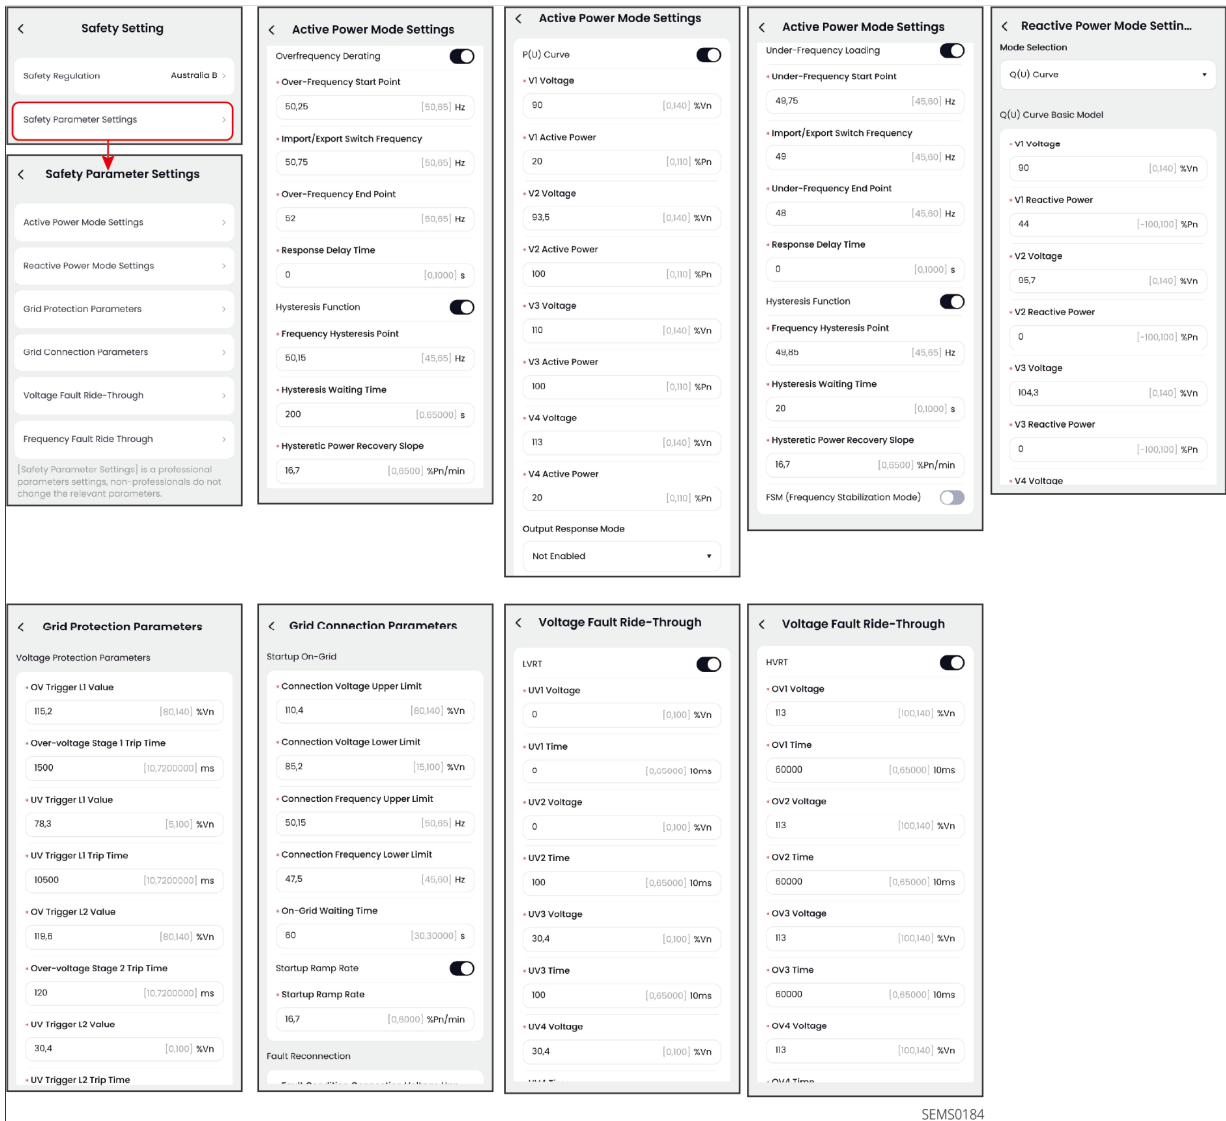 Safety Setting
Safety Regulation Australia B
Safety Parameter Settings
Safety Parameter Settings
Active Power Mode Settings
Reactive Power Mode Settings
Grid Protection Parameters
Grid Connection Parameters
Voltage Fault Ride-Through
Frequency Fault Ride Through
[Safety Parameter Settings] is a professional
parameters settings, non-professionals do not
change the relevant parameters.
Active Power Mode Settings
Overfrequency Derating
• Over-Frequency Start Point
50,25 [50,65] Hz
• Import/Export Switch Frequency
50,75 [50,65] Hz
• Over-Frequency End Point
52 [50,65] Hz
• Response Delay Time
0 [0,1000] s
Hysteresis Function
• Frequency Hysteresis Point
50,15 [45,65] Hz
• Hysteresis Waiting Time
200 [0,65000] s
• Hysteretic Power Recovery Slope
16,7 [0,6500] %Pn/min
Active Power Mode Settings
P(U) Curve
• V1 Voltage
90 [0,140] %Vn
• V1 Active Power
20 [0,110] %Pn
• V2 Voltage
93,5 [0,140] %Vn
• V2 Active Power
100 [0,110] %Pn
• V3 Voltage
110 [0,140] %Vn
• V3 Active Power
100 [0,110] %Pn
• V4 Voltage
113 [0,140] %Vn
• V4 Active Power
20 [0,110] %Pn
Output Response Mode
Not Enabled
Active Power Mode Settings
Under-Frequency Loading
• Under-Frequency Start Point
49,75 [45,60] Hz
• Import/Export Switch Frequency
49 [45,60] Hz
• Under-Frequency End Point
48 [45,60] Hz
• Response Delay Time
0 [0,1000] s
Hysteresis Function
• Frequency Hysteresis Point
49,85 [45,65] Hz
• Hysteresis Waiting Time
20 [0,1000] s
• Hysteretic Power Recovery Slope
16,7 [0,6500] %Pn/min
FSM (Frequency Stabilization Mode)
Reactive Power Mode Settin...
Mode Selection
Q(U) Curve
Q(U) Curve Basic Model
• V1 Voltage
90 [0,140] %Vn
• V1 Reactive Power
44 [-100,100] %Pn
• V2 Voltage
95,7 [0,140] %Vn
• V2 Reactive Power
0 [-100,100] %Pn
• V3 Voltage
104,3 [0,140] %Vn
• V3 Reactive Power
0 [-100,100] %Pn
• V4 Voltage
Grid Protection Parameters
Voltage Protection Parameters
• OV Trigger L1 Value
115,2 [80,140] %Vn
• Over-voltage Stage 1 Trip Time
1500 [10,7200000] ms
• UV Trigger L1 Value
78,3 [5,100] %Vn
• UV Trigger L1 Trip Time
10500 [10,7200000] ms
• OV Trigger L2 Value
119,6 [80,140] %Vn
• Over-voltage Stage 2 Trip Time
120 [10,7200000] ms
• UV Trigger L2 Value
30,4 [0,100] %Vn
• UV Trigger L2 Trip Time
Grid Connection Parameters
Startup On-Grid
• Connection Voltage Upper Limit
110,4 [80,140] %Vn
• Connection Voltage Lower Limit
85,2 [15,100] %Vn
• Connection Frequency Upper Limit
50,15 [50,65] Hz
• Connection Frequency Lower Limit
47,5 [45,60] Hz
• On-Grid Waiting Time
60 [30,30000] s
Startup Ramp Rate
• Startup Ramp Rate
16,7 [0,6000] %Pn/min
Fault Reconnection
Voltage Fault Ride-Through
LVRT
• UV1 Voltage
0 [0,100] %Vn
• UV1 Time
0 [0,65000] 10ms
• UV2 Voltage
0 [0,100] %Vn
• UV2 Time
100 [0,65000] 10ms
• UV3 Voltage
30,4 [0,100] %Vn
• UV3 Time
100 [0,65000] 10ms
• UV4 Voltage
30,4 [0,100] %Vn
Voltage Fault Ride-Through
HVRT
• OV1 Voltage
113 [100,140] %Vn
• OV1 Time
60000 [0,65000] 10ms
• OV2 Voltage
113 [100,140] %Vn
• OV2 Time
60000 [0,65000] 10ms
• OV3 Voltage
113 [100,140] %Vn
• OV3 Time
60000 [0,65000] 10ms
• OV4 Voltage
113 [100,140] %Vn
• OV4 Time
SEMS0184